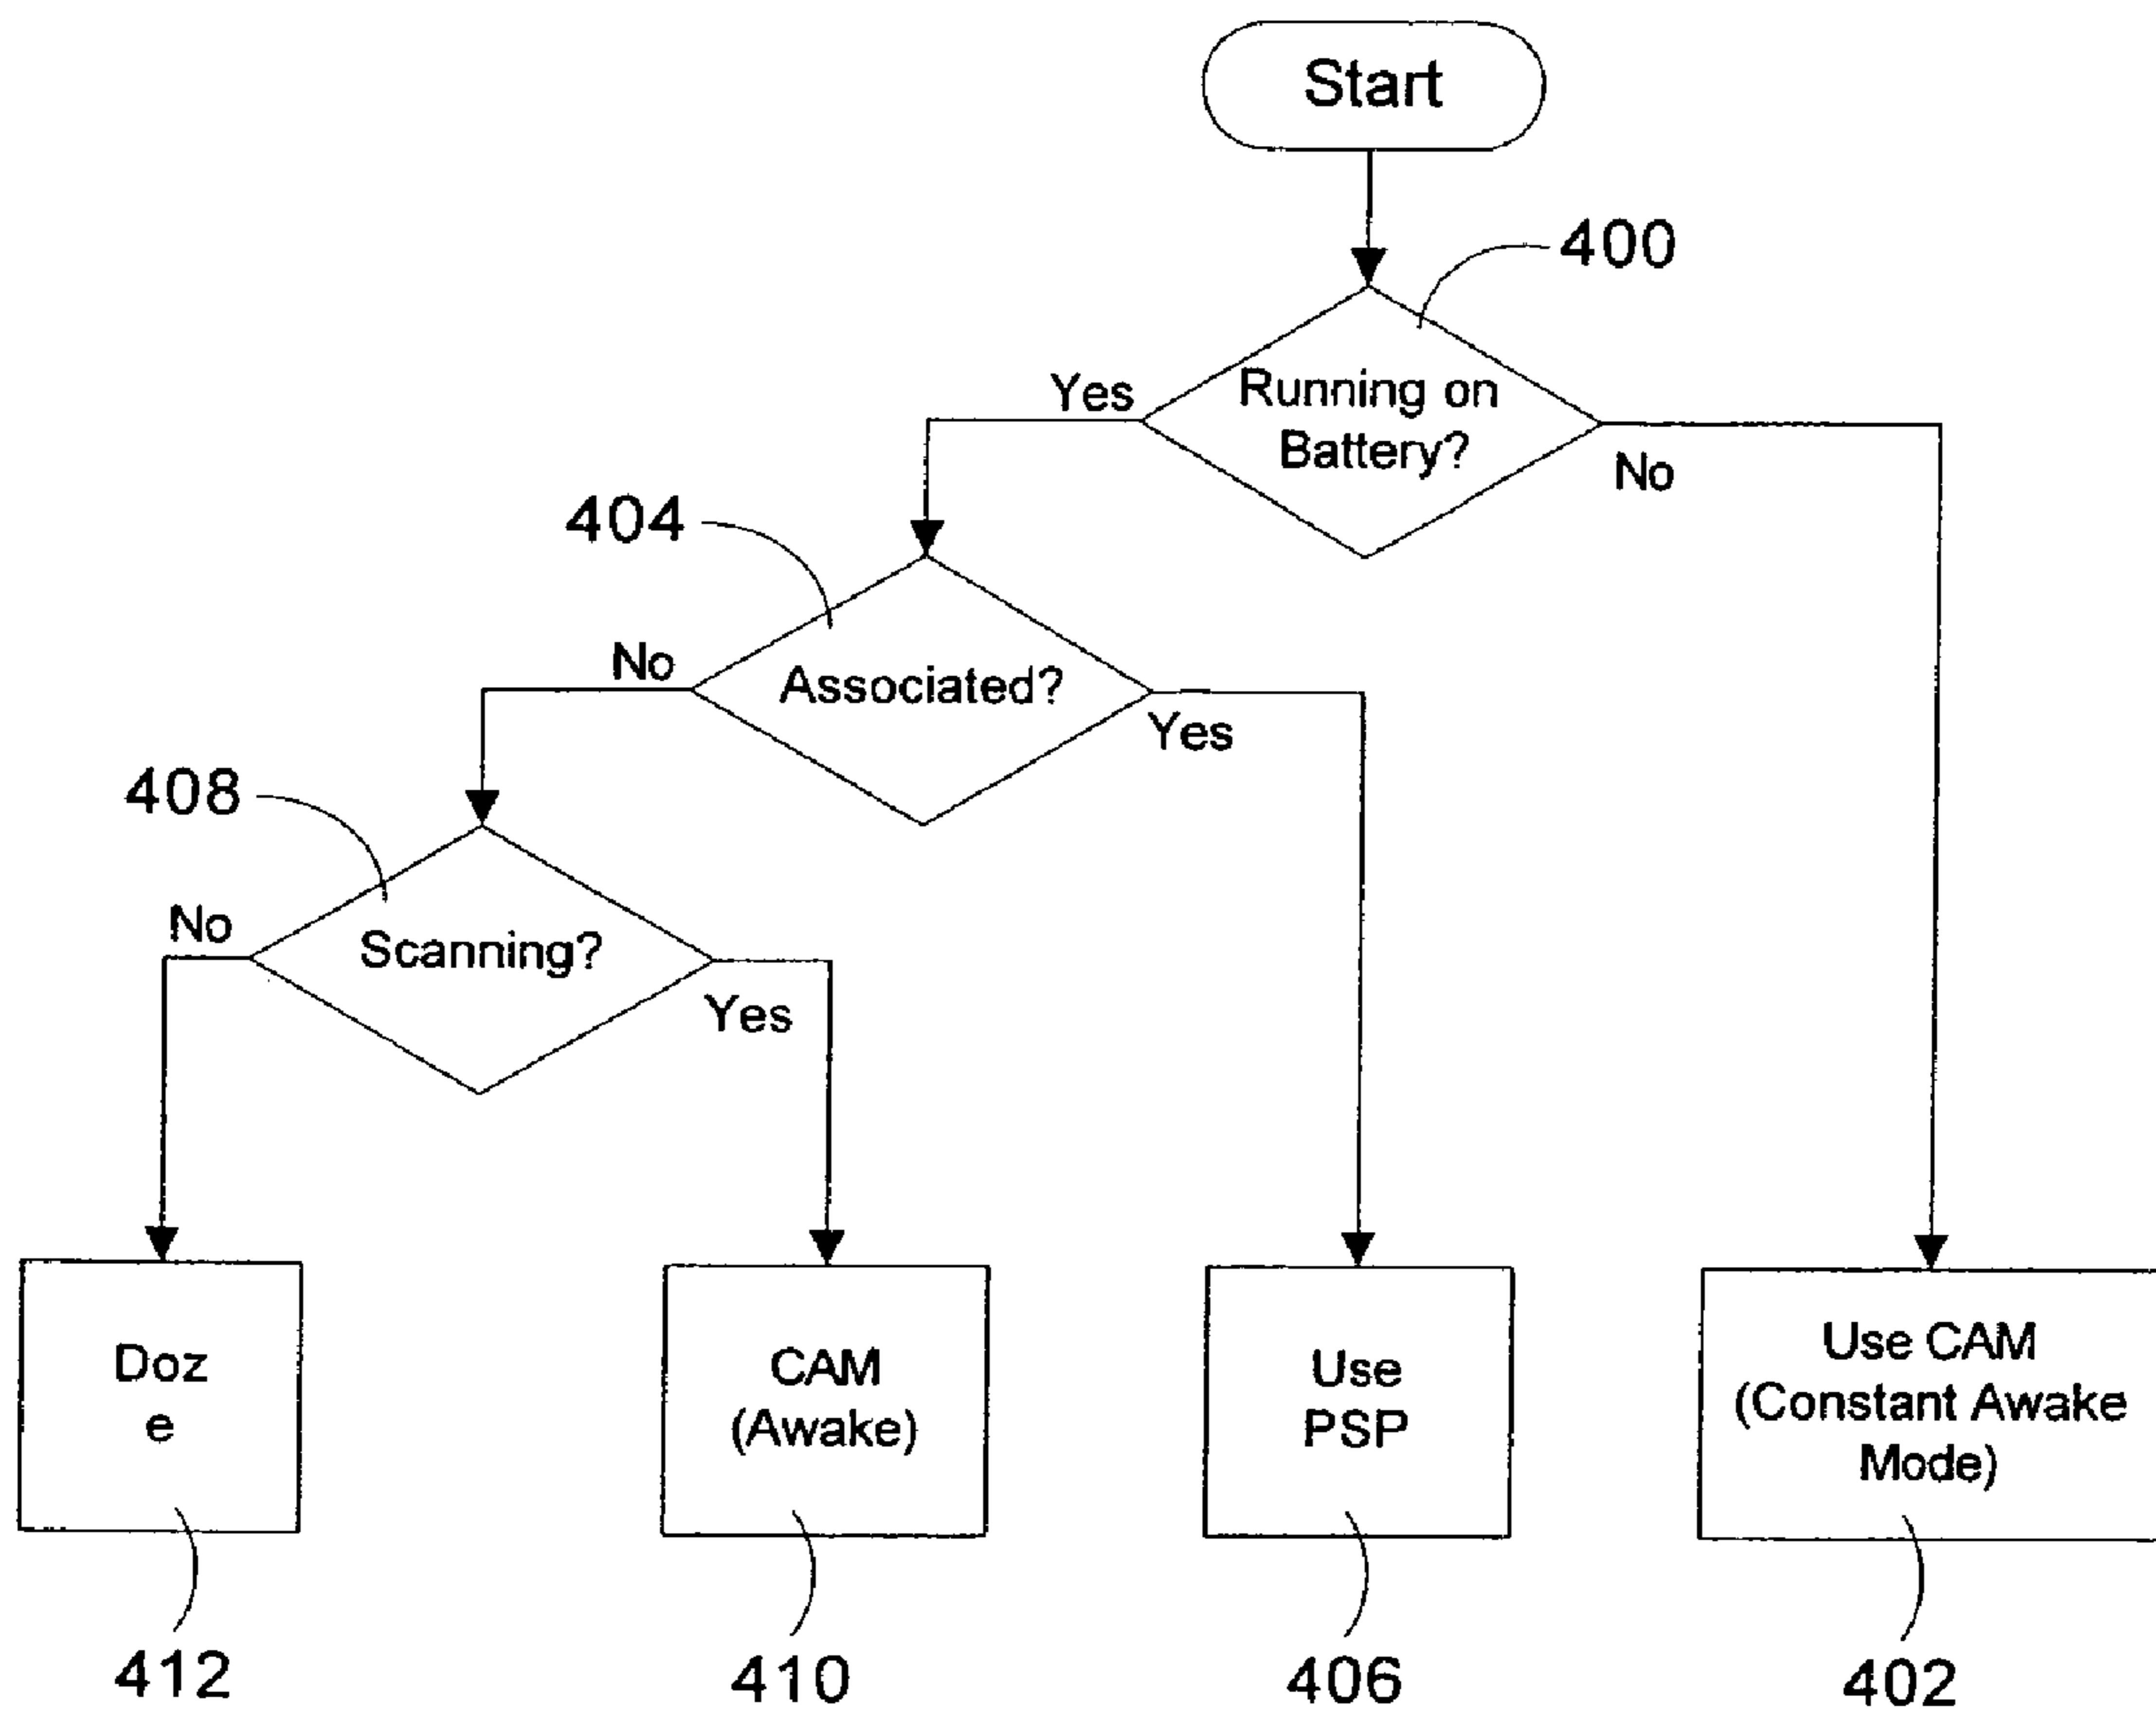 Start
400
Running on
Battery?
Yes
No
404
Associated?
No
Yes
408
Scanning?
No
Yes
Doz
e
CAM
(Awake)
Use
PSP
Use CAM
(Constant Awake
Mode)
412
410
406
402